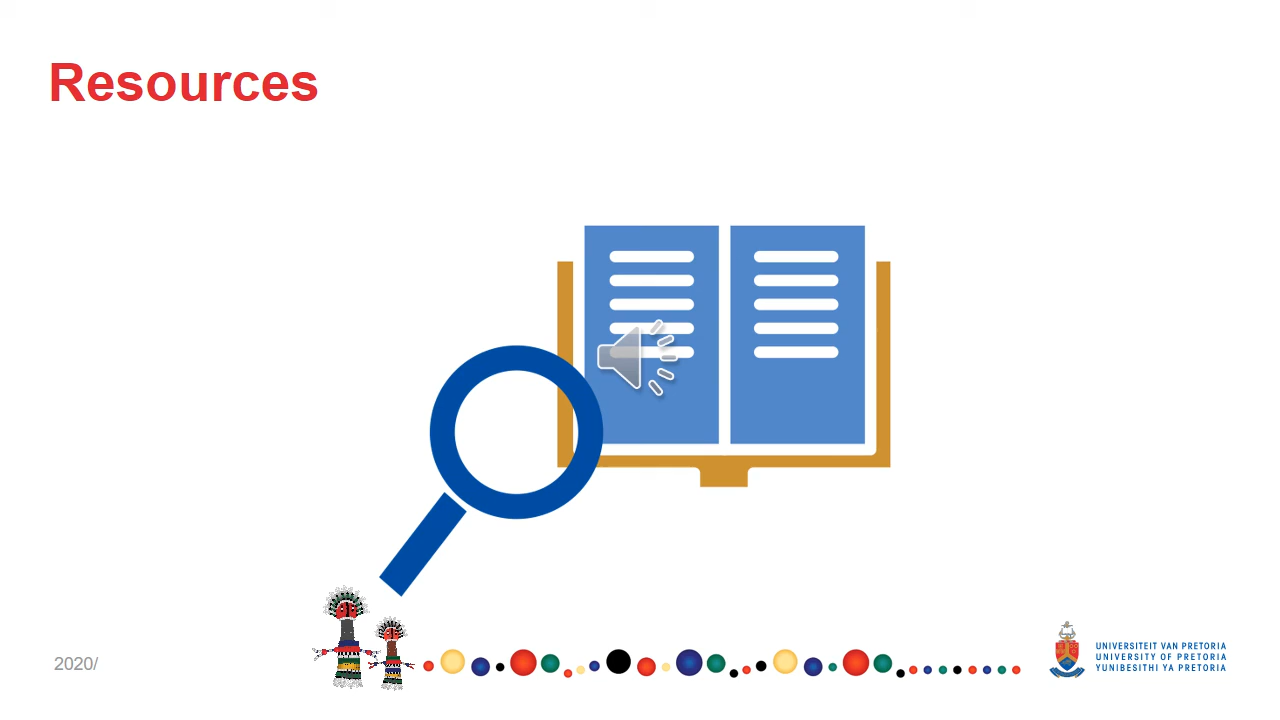 Resources
2020/
UNIVERSITEIT VAN PRETORIA
UNIVERSITY OF PRETORIA
YUNIBESITHI YA PRETORIA